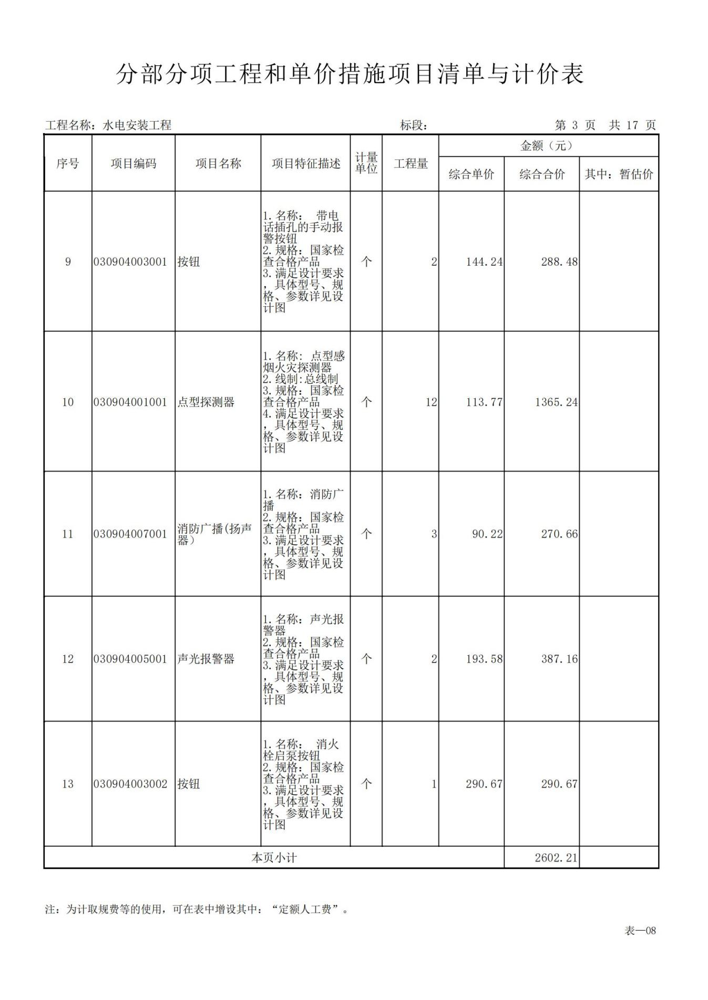 分部分项工程和单价措施项目清单与计价表
工程名称：水电安装工程 标段： 第 3 页 共 17 页
序号 项目编码 项目名称 项目特征描述 计量单位 工程量 金额（元）
综合单价 综合合价 其中：暂估价
1.名称： 带电
话插孔的手动报
警按钮
2.规格：国家检
查合格产品
9 030904003001 按钮 个 2 144.24 288.48
3.满足设计要求
，具体型号、规
格、参数详见设
计图
1.名称: 点型感
烟火灾探测器
2.线制:总线制
3.规格：国家检
查合格产品
10 030904001001 点型探测器 个 12 113.77 1365.24
4.满足设计要求
，具体型号、规
格、参数详见设
计图
1.名称：消防广
播
2.规格：国家检
查合格产品
11 030904007001 消防广播(扬声器） 个 3 90.22 270.66
3.满足设计要求
，具体型号、规
格、参数详见设
计图
1.名称：声光报
警器
2.规格：国家检
查合格产品
12 030904005001 声光报警器 个 2 193.58 387.16
3.满足设计要求
，具体型号、规
格、参数详见设
计图
1.名称： 消火
栓启泵按钮
2.规格：国家检
查合格产品
13 030904003002 按钮 个 1 290.67 290.67
3.满足设计要求
，具体型号、规
格、参数详见设
计图
本页小计 2602.21
注：为计取规费等的使用，可在表中增设其中：“定额人工费”。
表—08